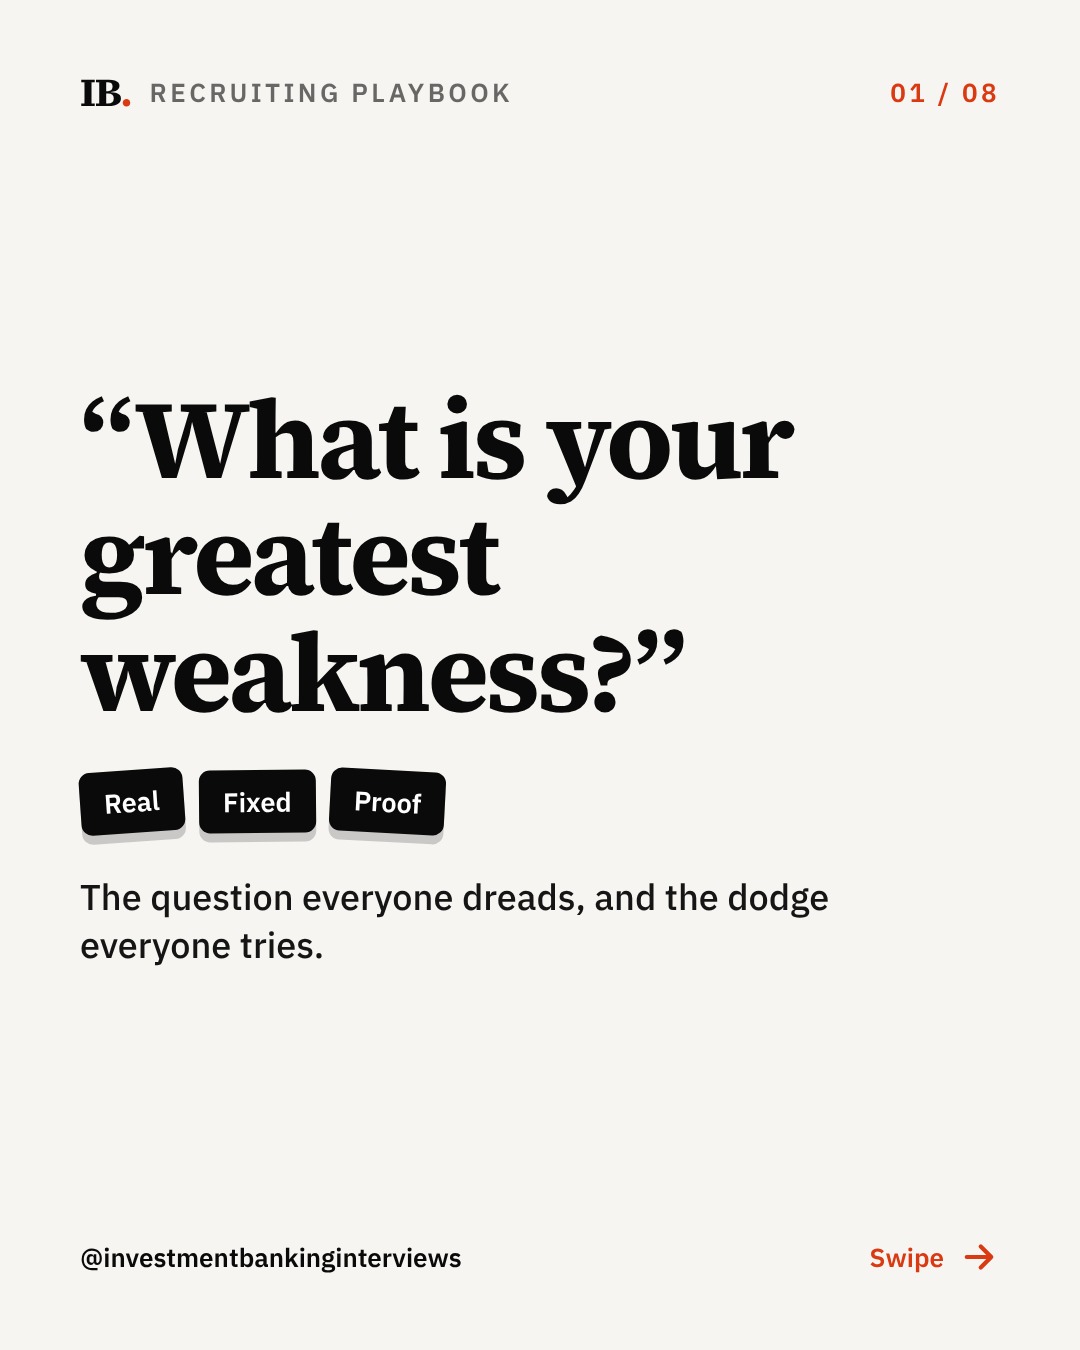 IB. RECRUITING PLAYBOOK 01 / 08
“What is your
greatest
weakness?”
Real Fixed Proof
The question everyone dreads, and the dodge
everyone tries.
@investmentbankinginterviews Swipe →